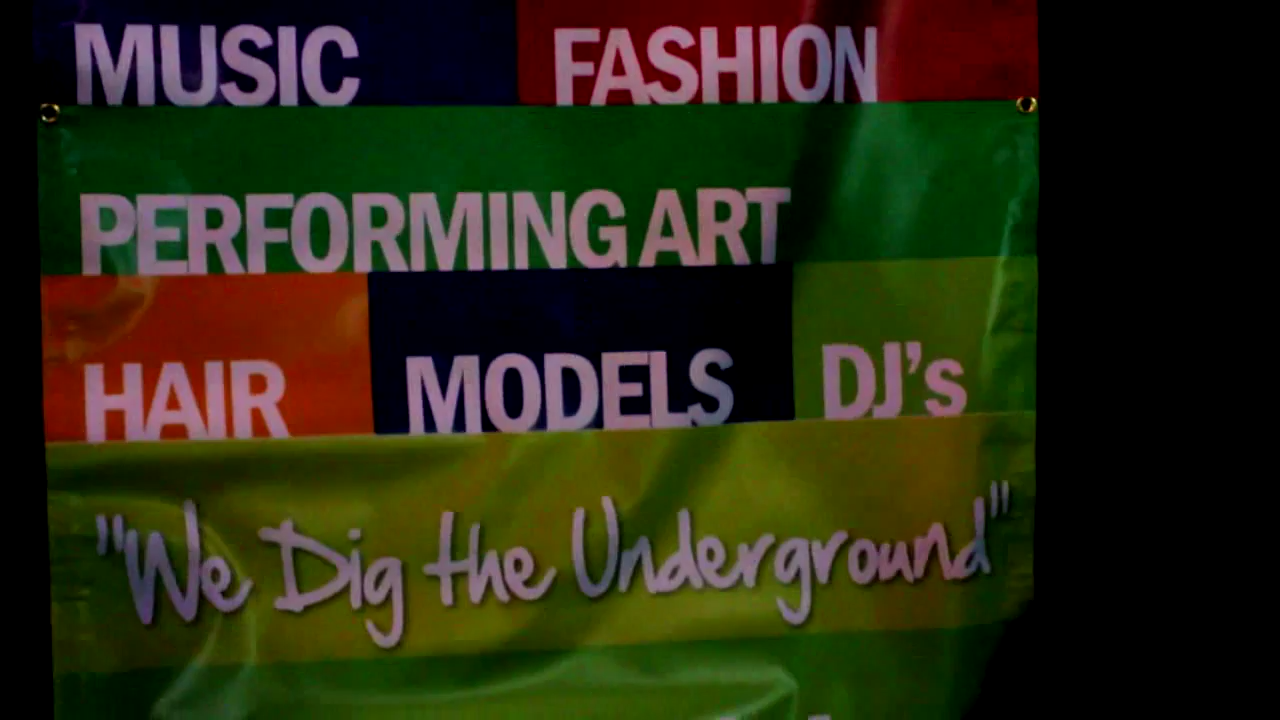 MUSIC FASHION
PERFORMING ART
HAIR MODELS DJ's
"We Dig the Underground"